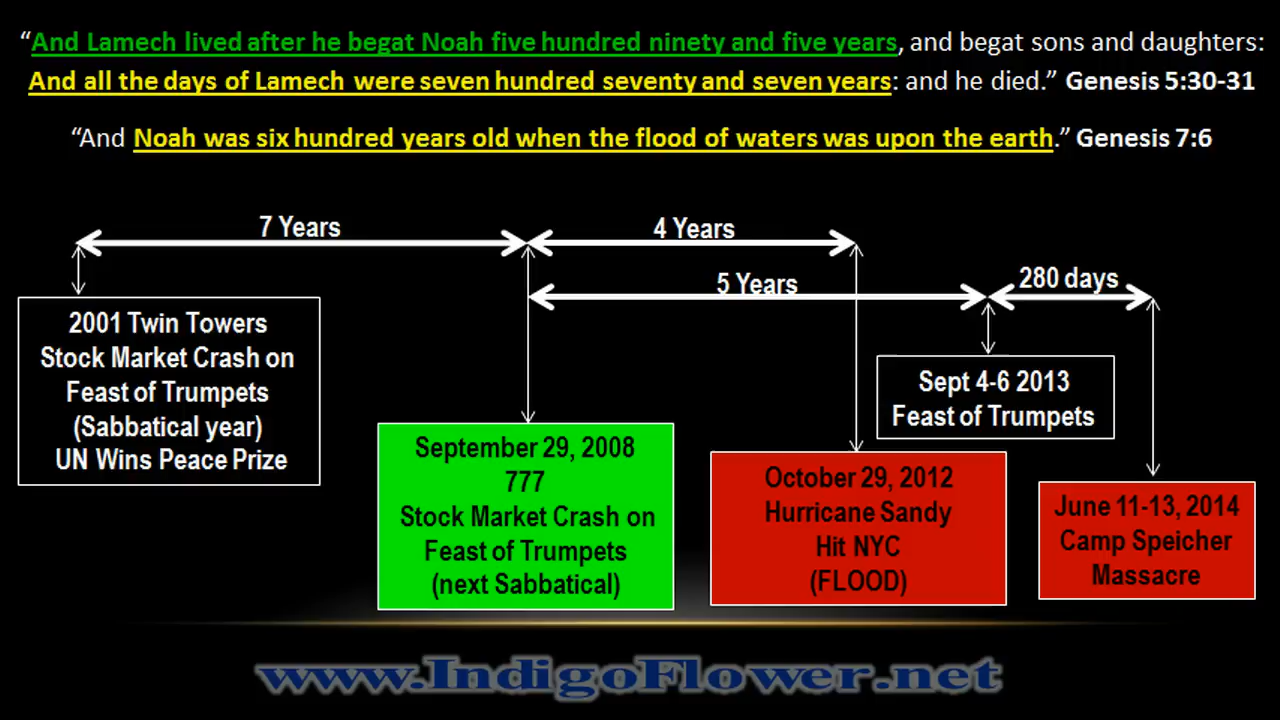 “And Lamech lived after he begat Noah five hundred ninety and five years, and begat sons and daughters:
And all the days of Lamech were seven hundred seventy and seven years: and he died.” Genesis 5:30-31
“And Noah was six hundred years old when the flood of waters was upon the earth.” Genesis 7:6
7 Years
4 Years
5 Years
280 days
2001 Twin Towers
Stock Market Crash on
Feast of Trumpets
(Sabbatical year)
UN Wins Peace Prize
September 29, 2008
777
Stock Market Crash on
Feast of Trumpets
(next Sabbatical)
October 29, 2012
Hurricane Sandy
Hit NYC
(FLOOD)
Sept 4-6 2013
Feast of Trumpets
June 11-13, 2014
Camp Speicher
Massacre
www.IndigoFlower.net